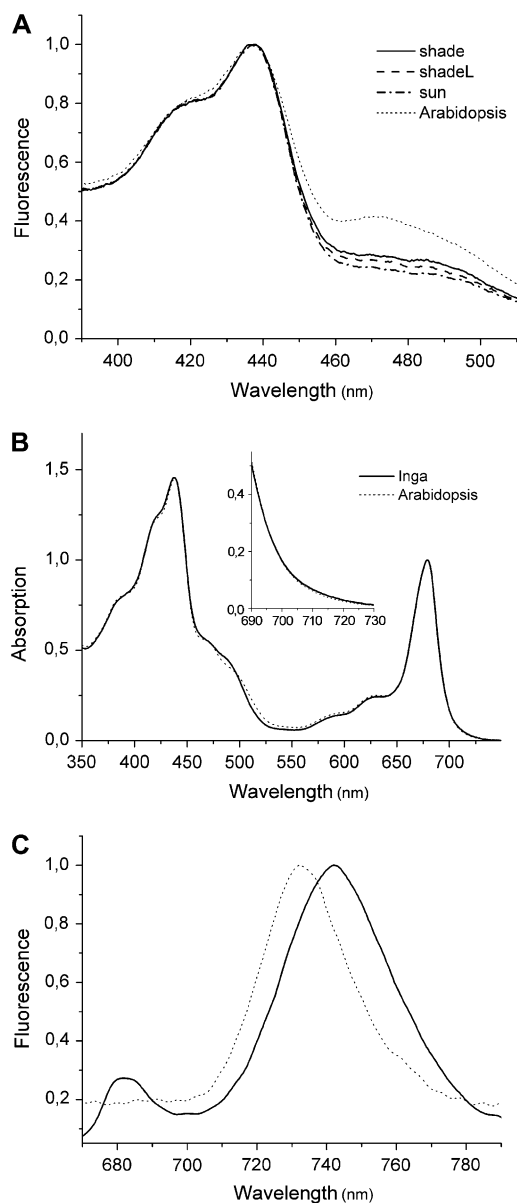 A
1,0
0,8
0,6
0,4
0,2
0,0
Fluorescence
shade
shadeL
sun
Arabidopsis
400 420 440 460 480 500
Wavelength (nm)
B
1,5
1,0
0,5
0,0
Absorption
0,4
0,2
0,0
690 700 710 720 730
Inga
Arabidopsis
350 400 450 500 550 600 650 700
Wavelength (nm)
C
1,0
0,8
0,6
0,4
0,2
Fluorescence
680 700 720 740 760 780
Wavelength (nm)